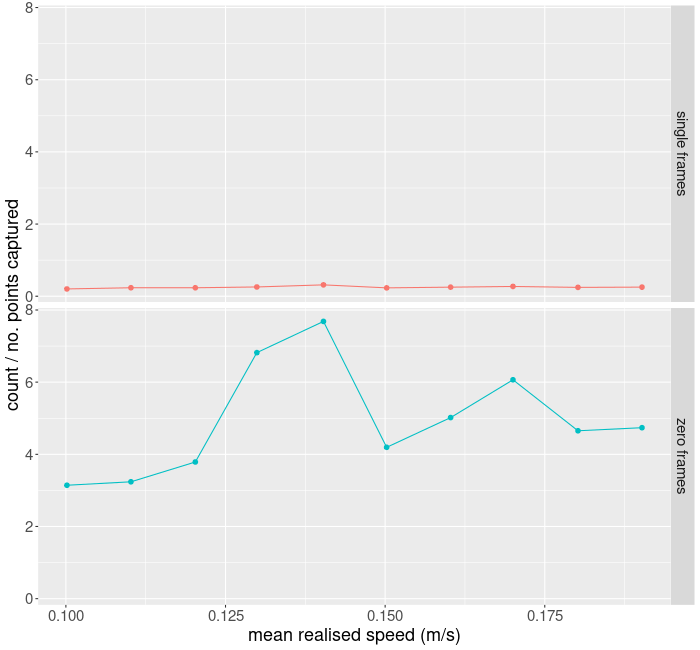 8
6
4
2
0
single frames
8
6
4
2
0
zero frames
count / no. points captured
0.100 0.125 0.150 0.175
mean realised speed (m/s)